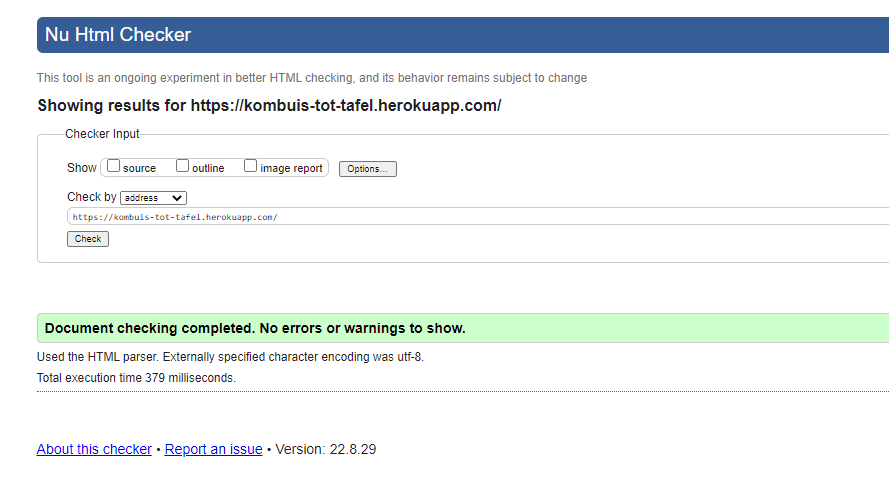 Nu Html Checker
This tool is an ongoing experiment in better HTML checking, and its behavior remains subject to change
Showing results for https://kombuis-tot-tafel.herokuapp.com/
Checker Input
Show source outline image report Options...
Check by address
https://kombuis-tot-tafel.herokuapp.com/
Check
Document checking completed. No errors or warnings to show.
Used the HTML parser. Externally specified character encoding was utf-8.
Total execution time 379 milliseconds.
About this checker • Report an issue • Version: 22.8.29